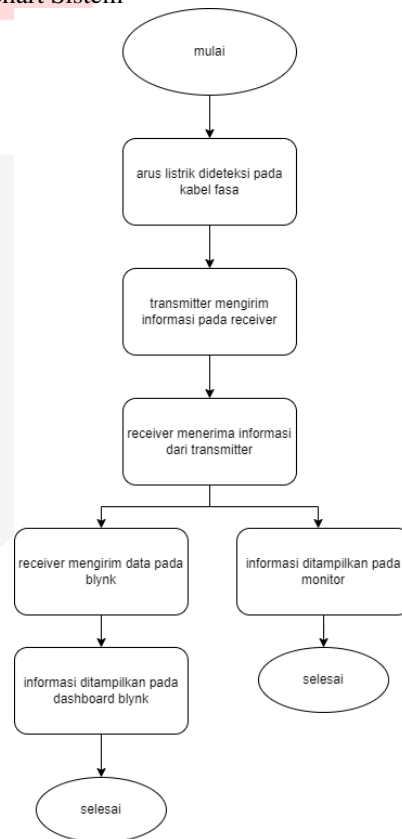 Sistem
mulai
arus listrik dideteksi pada
kabel fasa
transmitter mengirim
informasi pada receiver
receiver menerima informasi
dari transmitter
receiver mengirim data pada
blynk
informasi ditampilkan pada
monitor
informasi ditampilkan pada
dashboard blynk
selesai
selesai